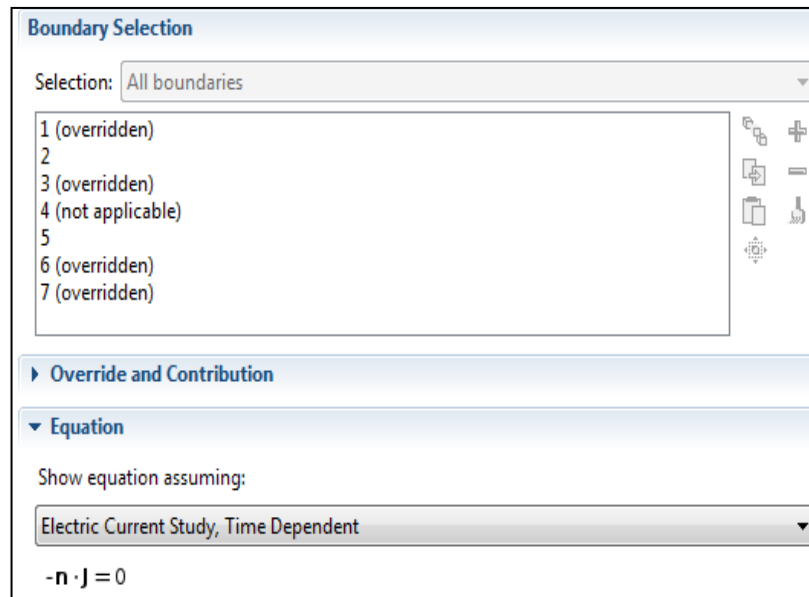 Boundary Selection
Selection: All boundaries
1 (overridden)
2
3 (overridden)
4 (not applicable)
5
6 (overridden)
7 (overridden)
Override and Contribution
Equation
Show equation assuming:
Electric Current Study, Time Dependent
-n · J = 0